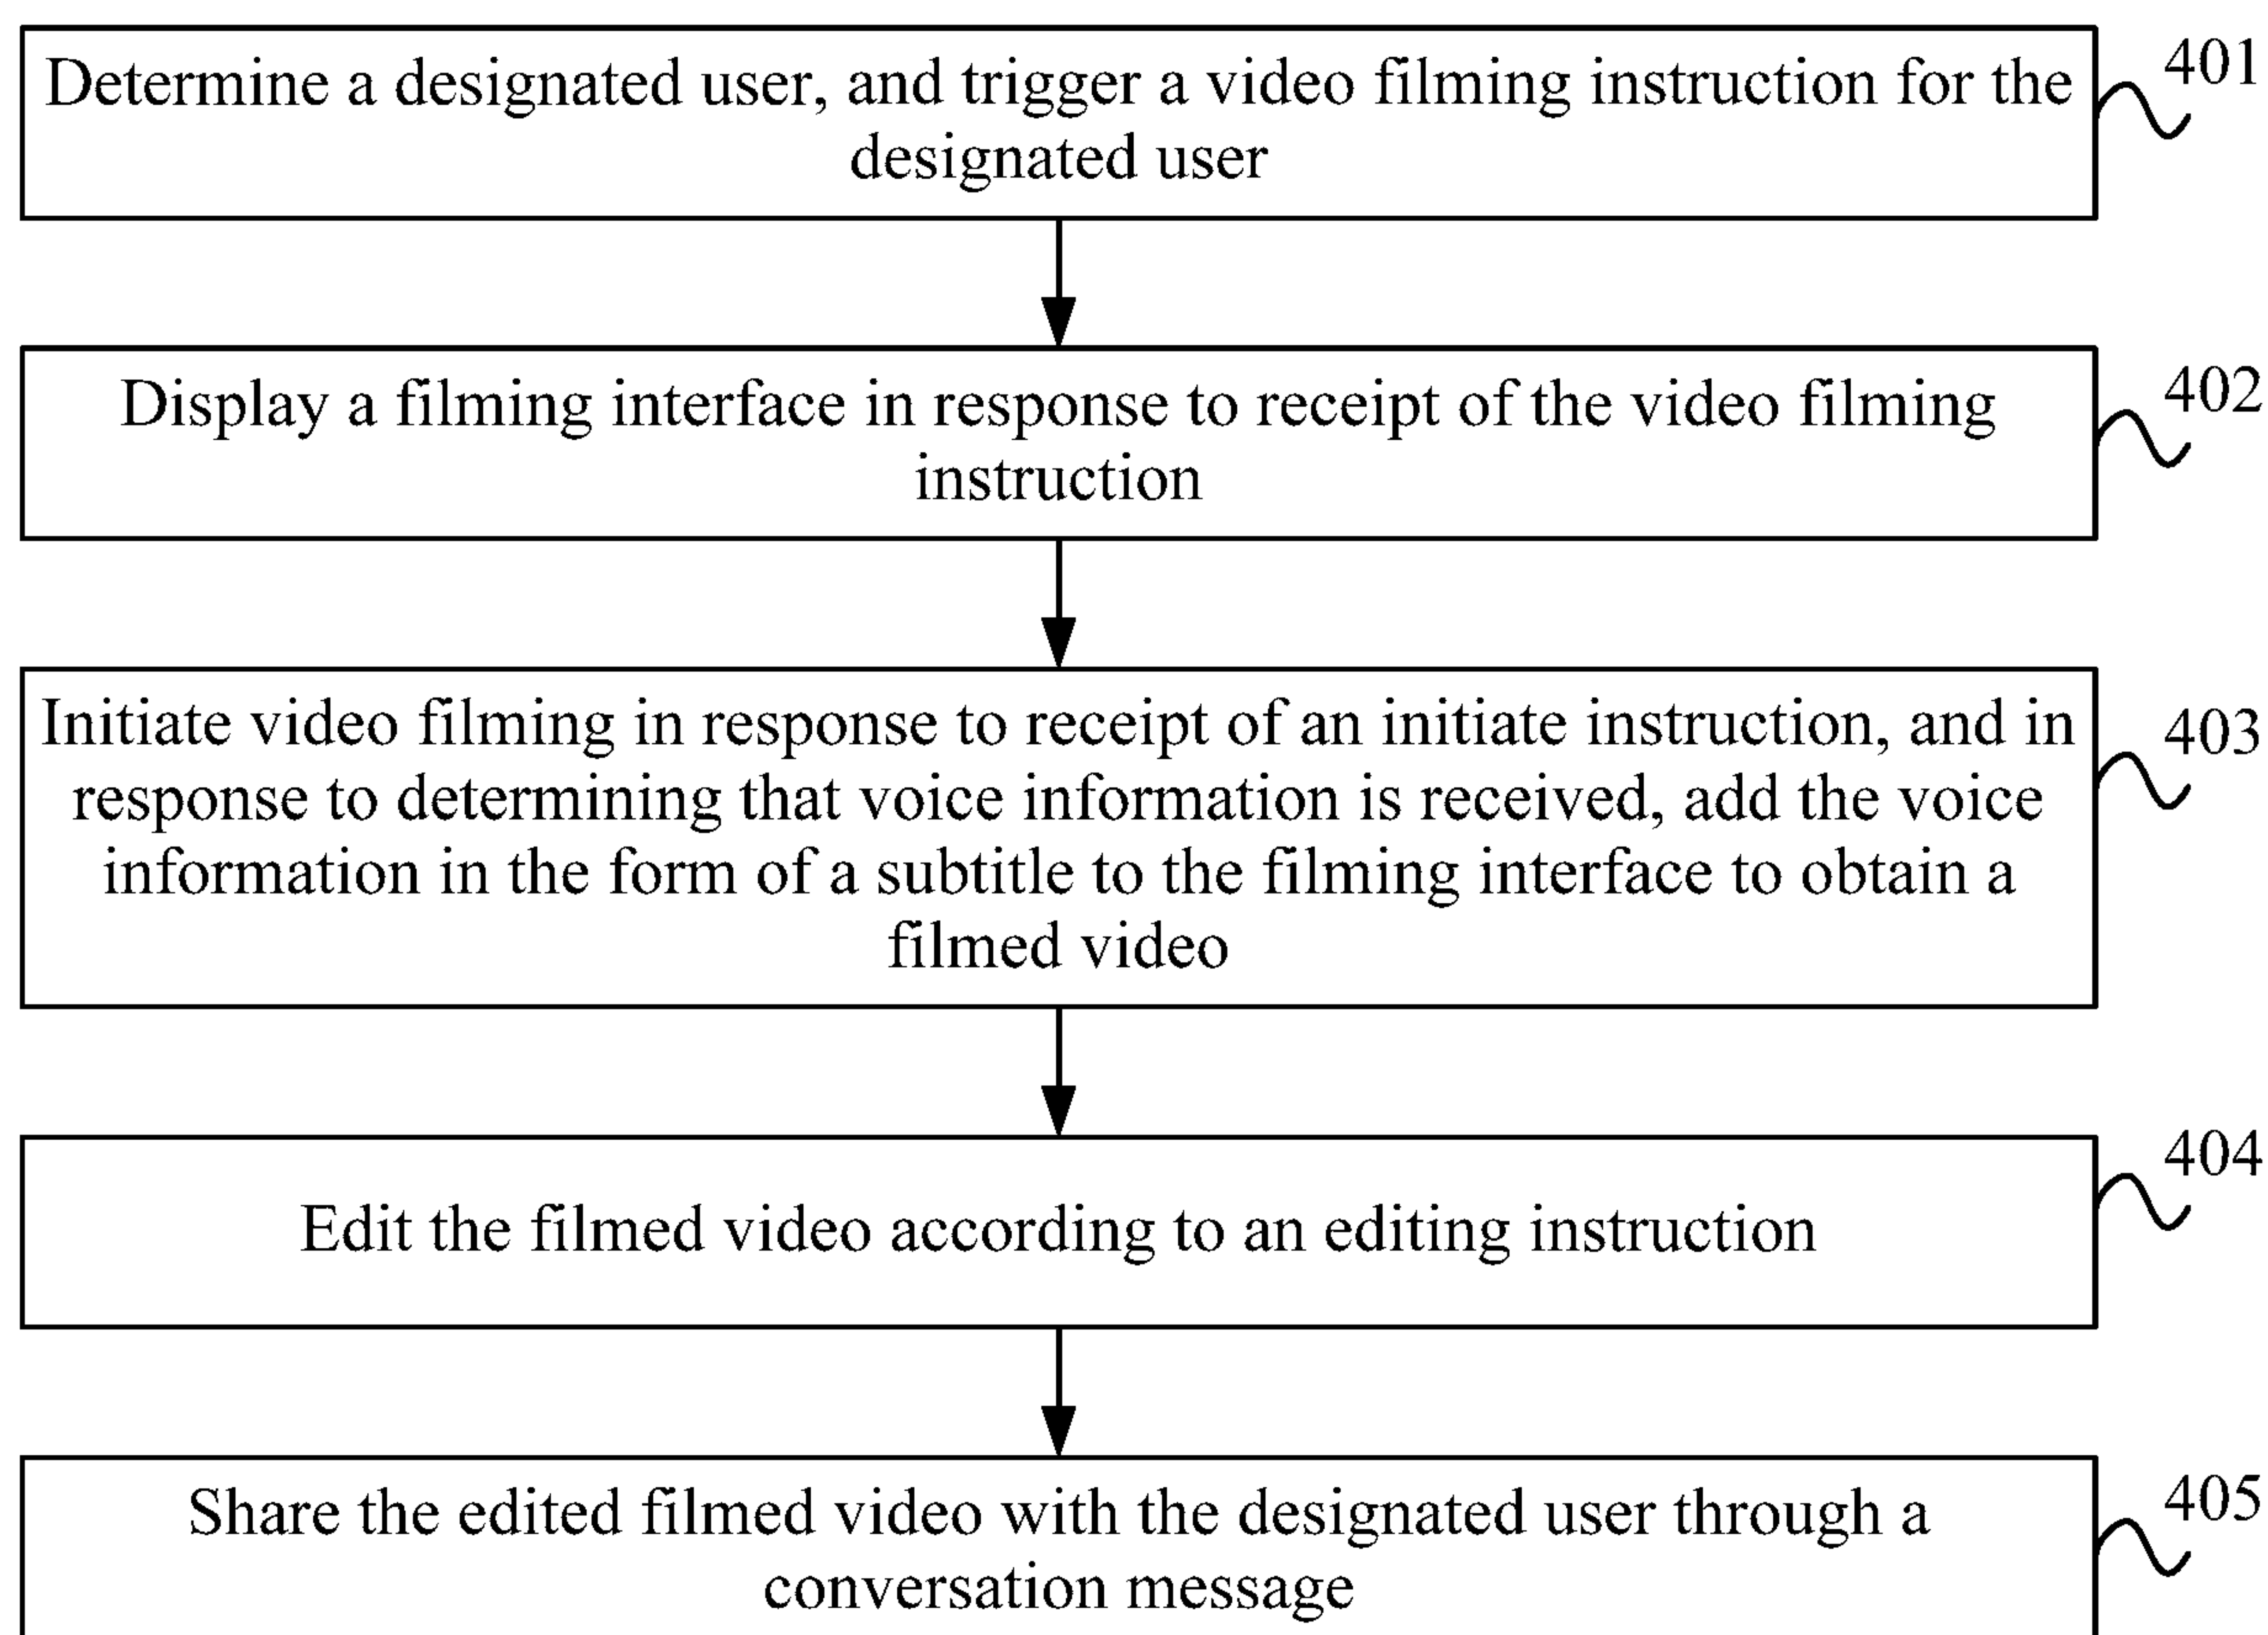 Determine a designated user, and trigger a video filming instruction for the
designated user
401
Display a filming interface in response to receipt of the video filming
instruction
402
Initiate video filming in response to receipt of an initiate instruction, and in
response to determining that voice information is received, add the voice
information in the form of a subtitle to the filming interface to obtain a
filmed video
403
Edit the filmed video according to an editing instruction
404
Share the edited filmed video with the designated user through a
conversation message
405